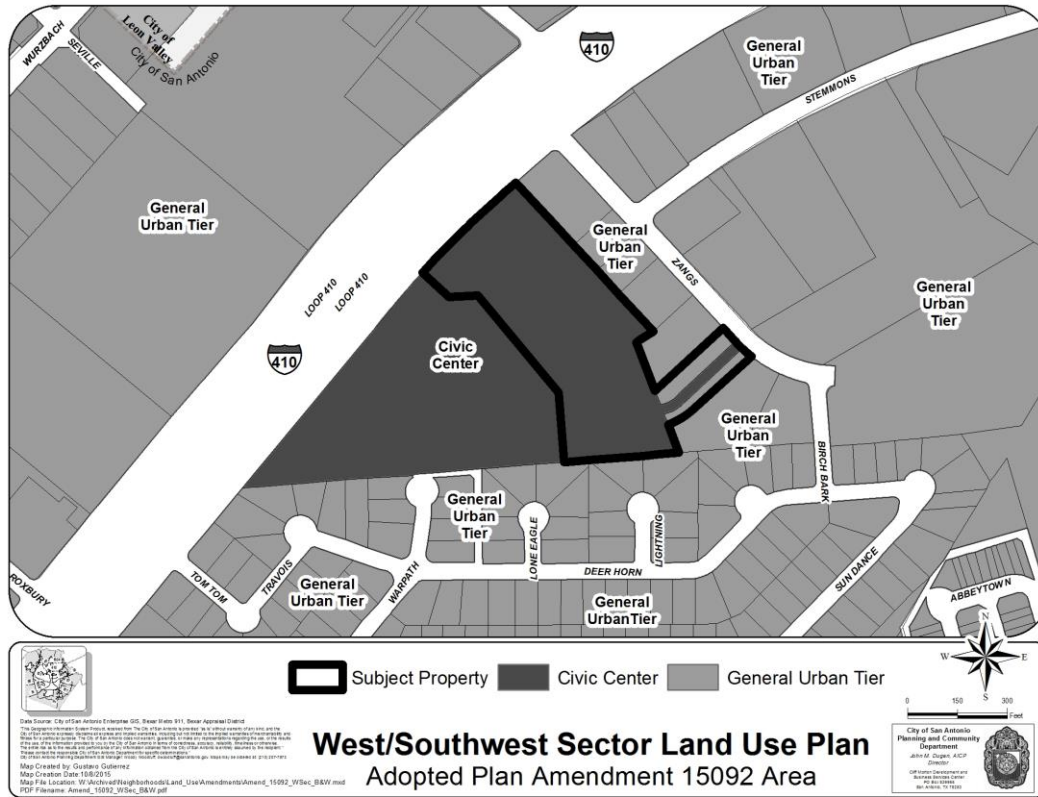 WURZBACH
SEVILLE
City of
Leon Valley
City of San Antonio
410
General
Urban
Tier
STEMMONS
General
Urban Tier
General
Urban
Tier
ZANGS
General
Urban
Tier
LOOP 410
LOOP 410
Civic
Center
410
General
Urban
Tier
BIRCH BARK
General
Urban
Tier
LONE EAGLE
LIGHTNING
DEER HORN
SUN DANCE
ABBEYTOWN
TRAVOIS
TOM TOM
WARPATH
General
Urban Tier
General
UrbanTier
ROXBURY
N
W
E
S
Subject Property
Civic Center
General Urban Tier
0 150 300
Feet
Data Source: City of San Antonio Enterprise GIS, Bexar Metro 911, Bexar Appraisal District
Map Created by: Gustavo Gutierrez
Map Creation Date: 10/8/2015
PDF Filename: Amend_15092_WSec_B&W.pdf
West/Southwest Sector Land Use Plan
Adopted Plan Amendment 15092 Area
City of San Antonio
Planning and Community
Department
John M. Dugan, AICP
Director